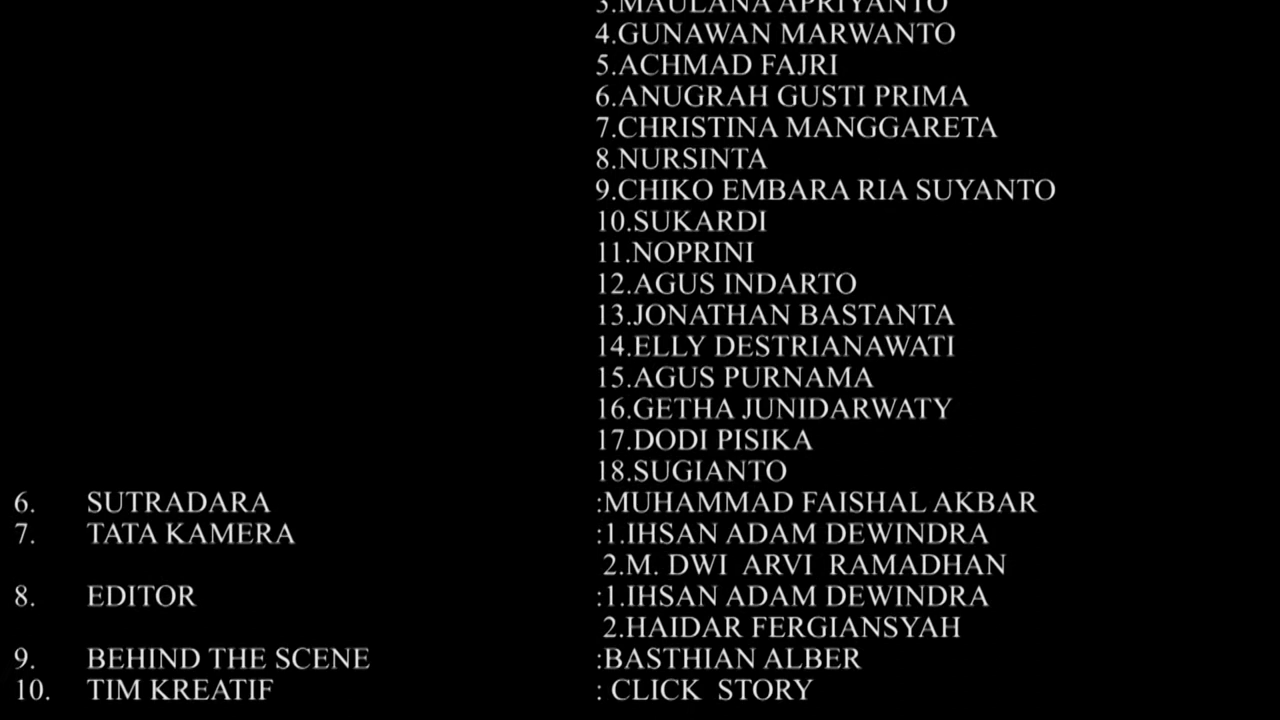 3.MAULANA APRIYANTO
4.GUNAWAN MARWANTO
5.ACHMAD FAJRI
6.ANUGRAH GUSTI PRIMA
7.CHRISTINA MANGGARETA
8.NURSINTA
9.CHIKO EMBARA RIA SUYANTO
10.SUKARDI
11.NOPRINI
12.AGUS INDARTO
13.JONATHAN BASTANTA
14.ELLY DESTRIANAWATI
15.AGUS PURNAMA
16.GETHA JUNIDARWATY
17.DODI PISIKA
18.SUGIANTO
6. SUTRADARA :MUHAMMAD FAISHAL AKBAR
7. TATA KAMERA :1.IHSAN ADAM DEWINDRA
2.M. DWI ARVI RAMADHAN
8. EDITOR :1.IHSAN ADAM DEWINDRA
2.HAIDAR FERGIANSYAH
9. BEHIND THE SCENE :BASTHIAN ALBER
10. TIM KREATIF : CLICK STORY